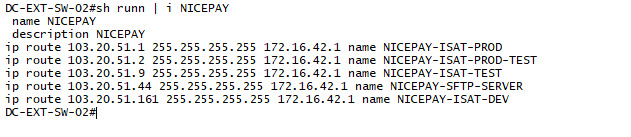 DC-EXT-SW-02#sh runn | i NICEPAY
name NICEPAY
description NICEPAY
ip route 103.20.51.1 255.255.255.255 172.16.42.1 name NICEPAY-ISAT-PROD
ip route 103.20.51.2 255.255.255.255 172.16.42.1 name NICEPAY-ISAT-PROD-TEST
ip route 103.20.51.9 255.255.255.255 172.16.42.1 name NICEPAY-ISAT-TEST
ip route 103.20.51.44 255.255.255.255 172.16.42.1 name NICEPAY-SFTP-SERVER
ip route 103.20.51.161 255.255.255.255 172.16.42.1 name NICEPAY-ISAT-DEV
DC-EXT-SW-02#